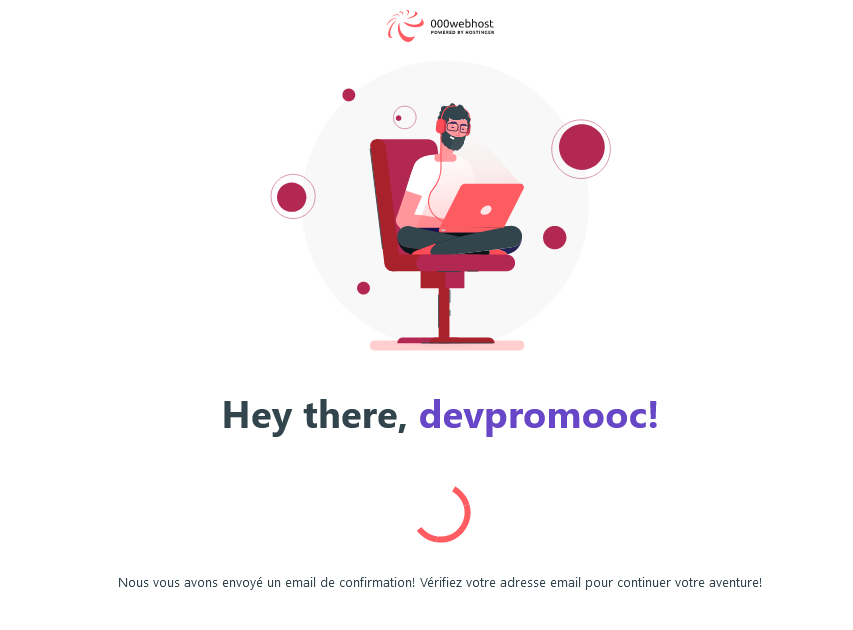 000webhost
POWERED BY HOSTINGER
Hey there, devpromooc!
Nous vous avons envoyé un email de confirmation! Vérifiez votre adresse email pour continuer votre aventure!